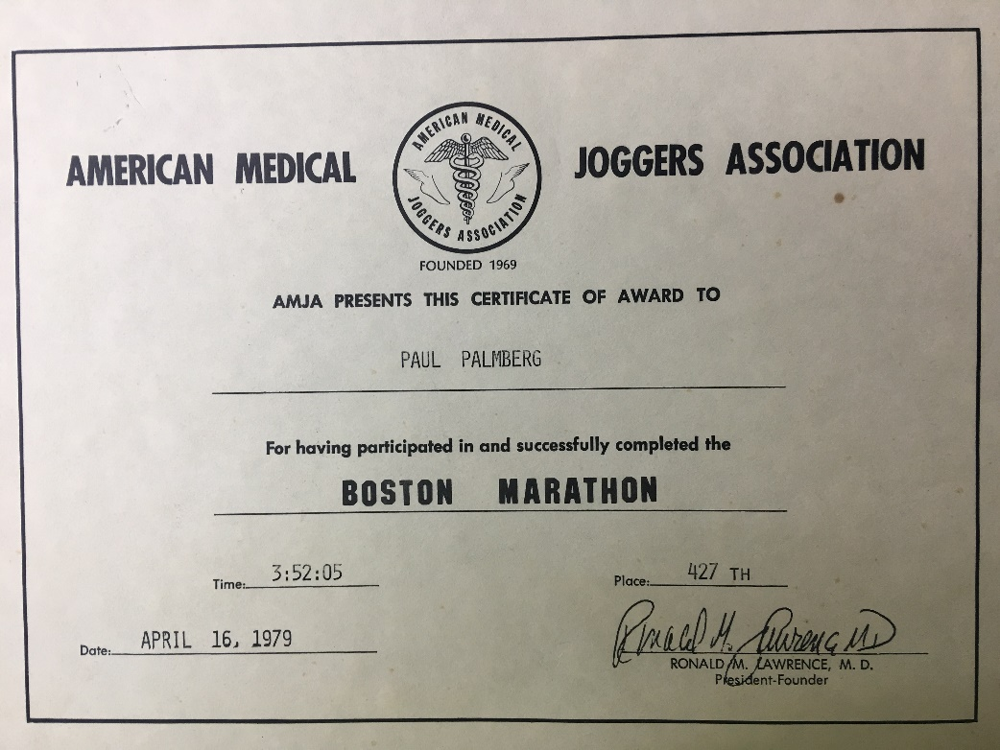 AMERICAN MEDICAL JOGGERS ASSOCIATION
AMERICAN MEDICAL
JOGGERS ASSOCIATION
FOUNDED 1969
AMJA PRESENTS THIS CERTIFICATE OF AWARD TO
PAUL PALMBERG
For having participated in and successfully completed the
BOSTON MARATHON
Time: 3:52:05 Place: 427 TH
Date: APRIL 16, 1979 Ronald M. Lawrence MD
RONALD M. LAWRENCE, M. D.
President-Founder